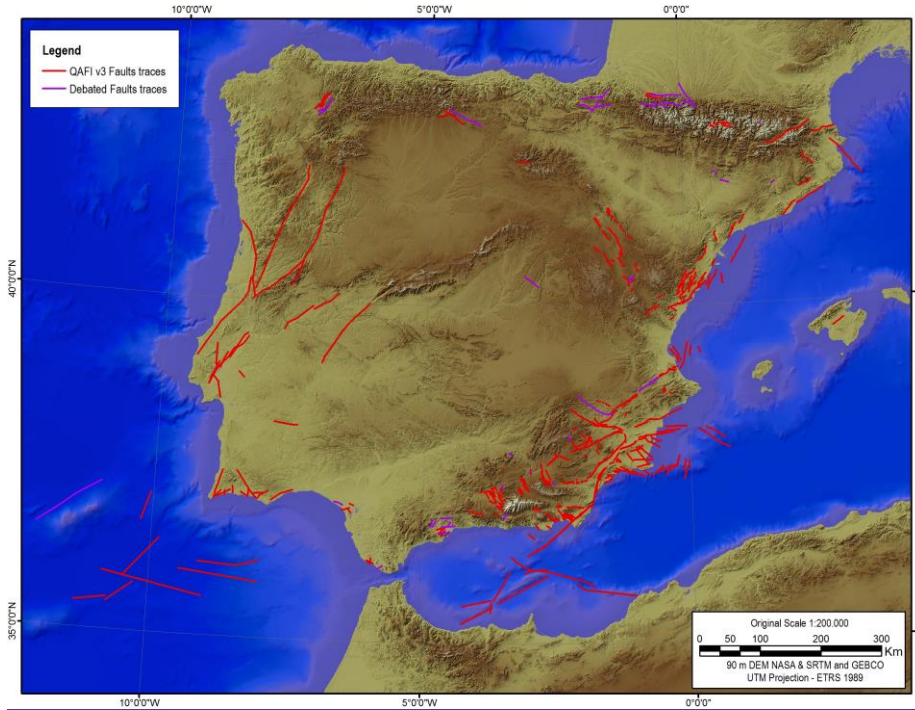 10°0'0"W
5°0'0"W
0°0'0"
Legend
QAFI v3 Faults traces
Debated Faults traces
40°0'0"N
35°0'0"N
Original Scale 1:200.000
0 50 100 200 300 Km
90 m DEM NASA & SRTM and GEBCO
UTM Projection - ETRS 1989
10°0'0"W
5°0'0"W
0°0'0"